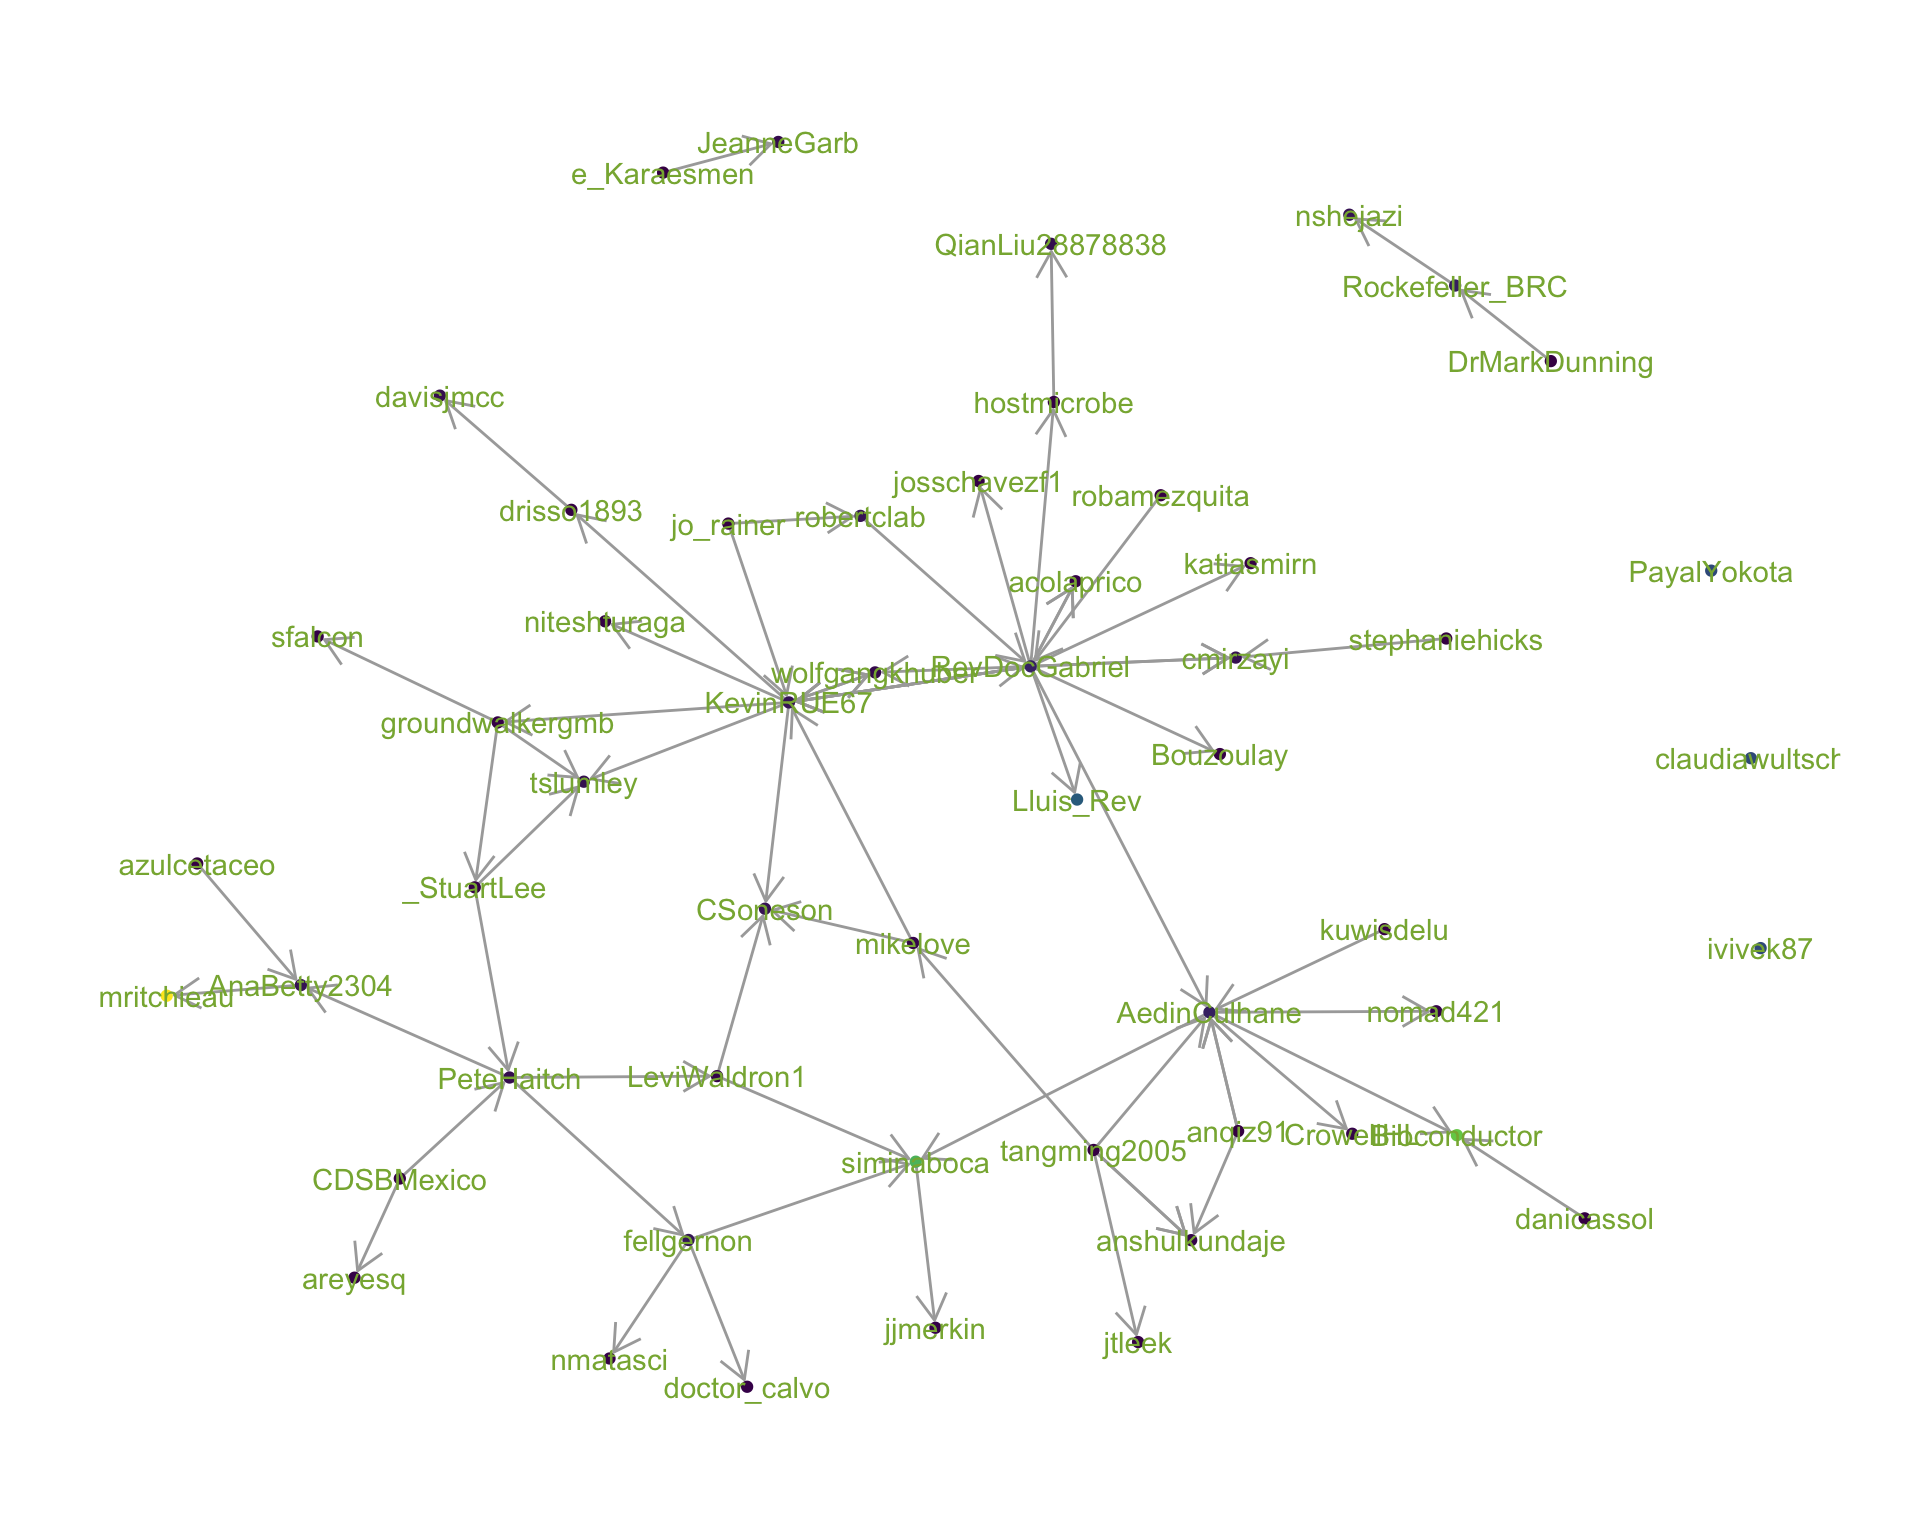 JeanneGarb
e_Karaesmen
nshejazi
QianLiu28878838
Rockefeller_BRC
DrMarkDunning
davisjmcc
hostmicrobe
josschavezf1
robamezquita
drisso1893
jo_rainer
robertclab
katiasmirn
acolaprico
PayalYokota
niteshturaga
sfalcon
stephaniehicks
cmirzayi
wolfgangkhuber
RevDocGabriel
KevinRUE67
groundwalkergmb
Bouzoulay
claudiawultsch
tslumley
Lluis_Rev
azulcetaceo
_StuartLee
CSoneson
kuwisdelu
mikelove
ivivek87
AnaBetty2304
mritchieau
AedinCulhane
nomad421
PeteHaitch
LeviWaldron1
anqiz91
Bioconductor
tangming2005
siminaboca
CDSBMexico
danicassol
fellgernon
anshulkundaje
areyesq
jjmerkin
jtleek
nmatasci
doctor_calvo